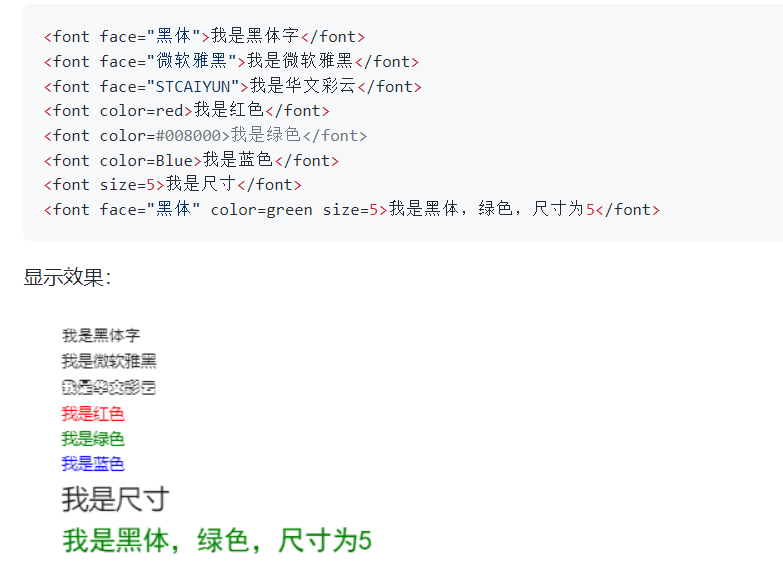 <font face="黑体">我是黑体字</font>
<font face="微软雅黑">我是微软雅黑</font>
<font face="STCAIYUN">我是华文彩云</font>
<font color=red>我是红色</font>
<font color=#008000>我是绿色</font>
<font color=Blue>我是蓝色</font>
<font size=5>我是尺寸</font>
<font face="黑体" color=green size=5>我是黑体，绿色，尺寸为5</font>
显示效果：
我是黑体字
我是微软雅黑
我是华文彩云
我是红色
我是绿色
我是蓝色
我是尺寸
我是黑体，绿色，尺寸为5